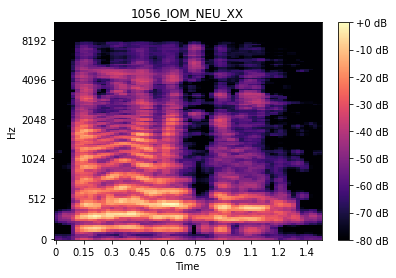 1056_IOM_NEU_XX
+0 dB
8192
-10 dB
4096
-20 dB
-30 dB
2048
Hz
-40 dB
1024
-50 dB
512
-60 dB
-70 dB
0
-80 dB
0 0.15 0.3 0.45 0.6 0.75 0.9 1.1 1.2 1.4
Time